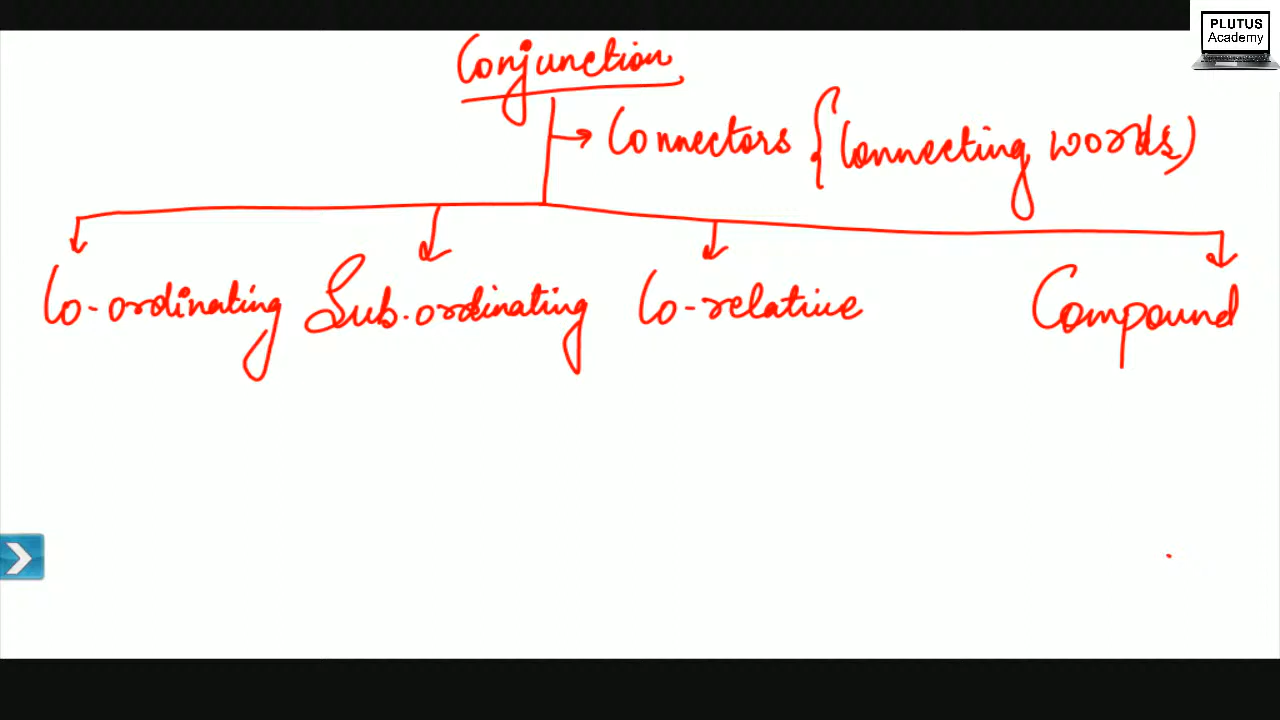 PLUTUS
Academy
Conjunction
Connectors {Connecting words)
Co-ordinating Sub-ordinating Co-relative Compound